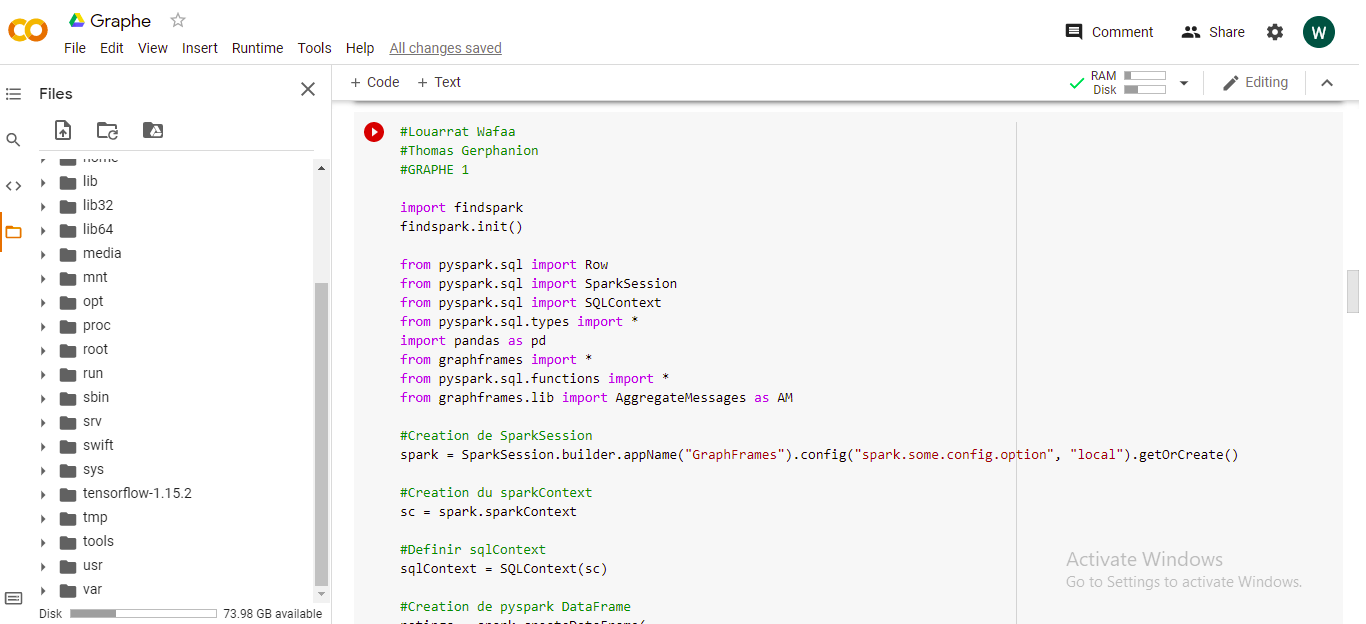 Graphe
File Edit View Insert Runtime Tools Help All changes saved
Comment Share W
Files
+ Code + Text
RAM
Disk
Editing
home
lib
lib32
lib64
media
mnt
opt
proc
root
run
sbin
srv
swift
sys
tensorflow-1.15.2
tmp
tools
usr
var
Disk 73.98 GB available
#Louarrat Wafaa
#Thomas Gerphanion
#GRAPHE 1
import findspark
findspark.init()
from pyspark.sql import Row
from pyspark.sql import SparkSession
from pyspark.sql import SQLContext
from pyspark.sql.types import *
import pandas as pd
from graphframes import *
from pyspark.sql.functions import *
from graphframes.lib import AggregateMessages as AM
#Creation de SparkSession
spark = SparkSession.builder.appName("GraphFrames").config("spark.some.config.option", "local").getOrCreate()
#Creation du sparkContext
sc = spark.sparkContext
#Definir sqlContext
sqlContext = SQLContext(sc)
#Creation de pyspark DataFrame
ratings = spark.createDataFrame(
Activate Windows
Go to Settings to activate Windows.